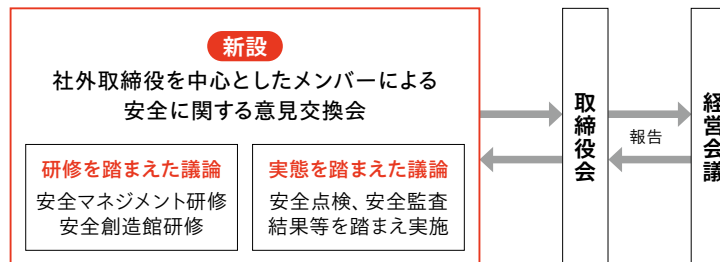 新設
社外取締役を中心としたメンバーによる
安全に関する意見交換会
研修を踏まえた議論
安全マネジメント研修
安全創造館研修
実態を踏まえた議論
安全点検、安全監査
結果等を踏まえ実施
取締役会
報告
経営会議